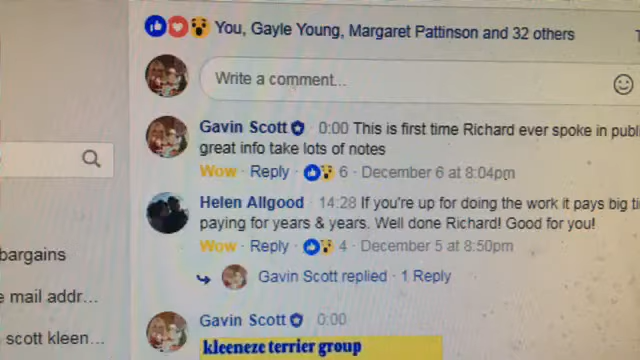 You, Gayle Young, Margaret Pattinson and 32 others
Write a comment...
Gavin Scott · 0:00 This is first time Richard ever spoke in publ
great info take lots of notes
Wow · Reply · 6 · December 6 at 8:04pm
Helen Allgood · 14:28 If you're up for doing the work it pays big ti
paying for years & years. Well done Richard! Good for you!
Wow · Reply · 4 · December 5 at 8:50pm
Gavin Scott replied · 1 Reply
Gavin Scott 0:00
kleeneze terrier group
bargains
e mail addr...
scott kleen...